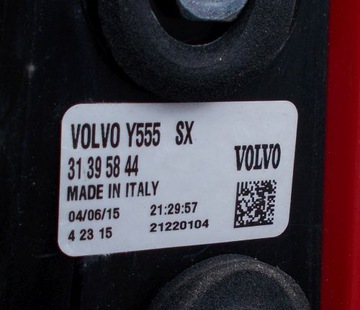 VOLVO Y555 SX
31 39 58 44
VOLVO
MADE IN ITALY
04/06/15 21:29:57
4 23 15 21220104